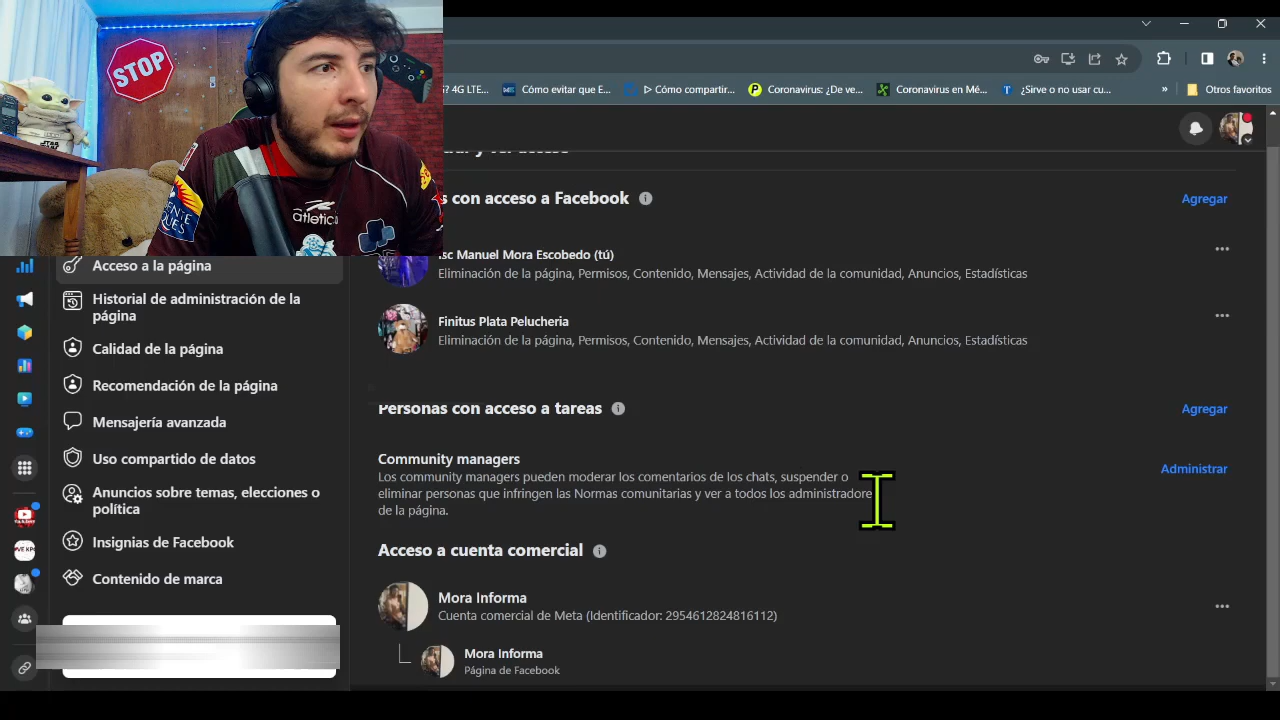 STOP
STAR
WARS
atletica
? 4G LTE...
Cómo evitar que E...
ᐅ Cómo compartir...
Coronavirus: ¿De ve...
Coronavirus en Mé...
¿Sirve o no usar cu...
»
Otros favoritos
s con acceso a Facebook
Agregar
sc Manuel Mora Escobedo (tú)
Eliminación de la página, Permisos, Contenido, Mensajes, Actividad de la comunidad, Anuncios, Estadísticas
Finitus Plata Pelucheria
Eliminación de la página, Permisos, Contenido, Mensajes, Actividad de la comunidad, Anuncios, Estadísticas
Personas con acceso a tareas
Agregar
Community managers
Los community managers pueden moderar los comentarios de los chats, suspender o
eliminar personas que infringen las Normas comunitarias y ver a todos los administradore
de la página.
Administrar
Acceso a cuenta comercial
Mora Informa
Cuenta comercial de Meta (Identificador: 2954612824816112)
Mora Informa
Página de Facebook
Acceso a la página
Historial de administración de la
página
Calidad de la página
Recomendación de la página
Mensajería avanzada
Uso compartido de datos
Anuncios sobre temas, elecciones o
política
Insignias de Facebook
Contenido de marca